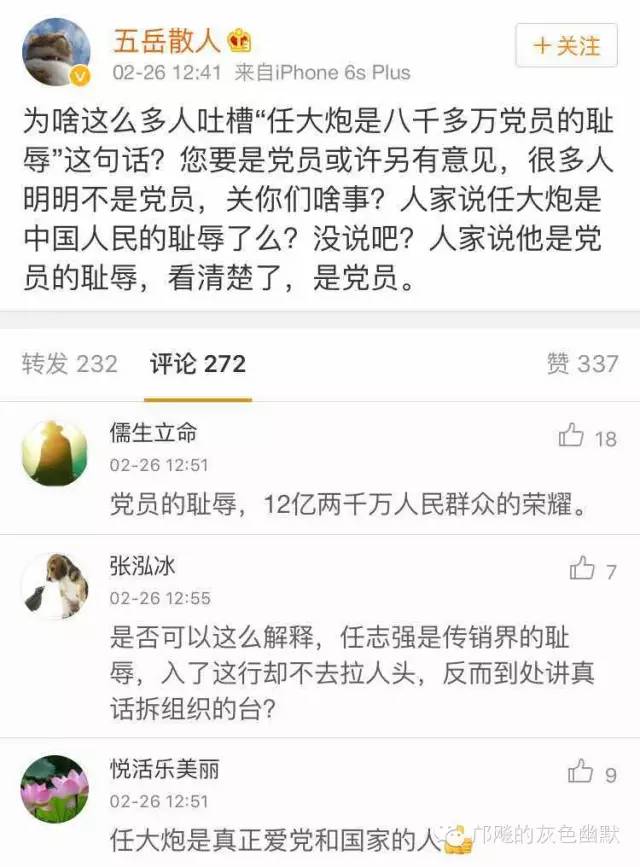 五岳散人
+关注
02-26 12:41 来自iPhone 6s Plus
为啥这么多人吐槽“任大炮是八千多万党员的耻
辱”这句话？您要是党员或许另有意见，很多人
明明不是党员，关你们啥事？人家说任大炮是
中国人民的耻辱了么？没说吧？人家说他是党
员的耻辱，看清楚了，是党员。
转发 232 评论 272 赞 337
儒生立命
18
02-26 12:51
党员的耻辱，12亿两千万人民群众的荣耀。
张泓冰
7
02-26 12:55
是否可以这么解释，任志强是传销界的耻
辱，入了这行却不去拉人头，反而到处讲真
话拆组织的台？
悦活乐美丽
9
02-26 12:51
任大炮是真正爱党和国家的人
邝飚的灰色幽默